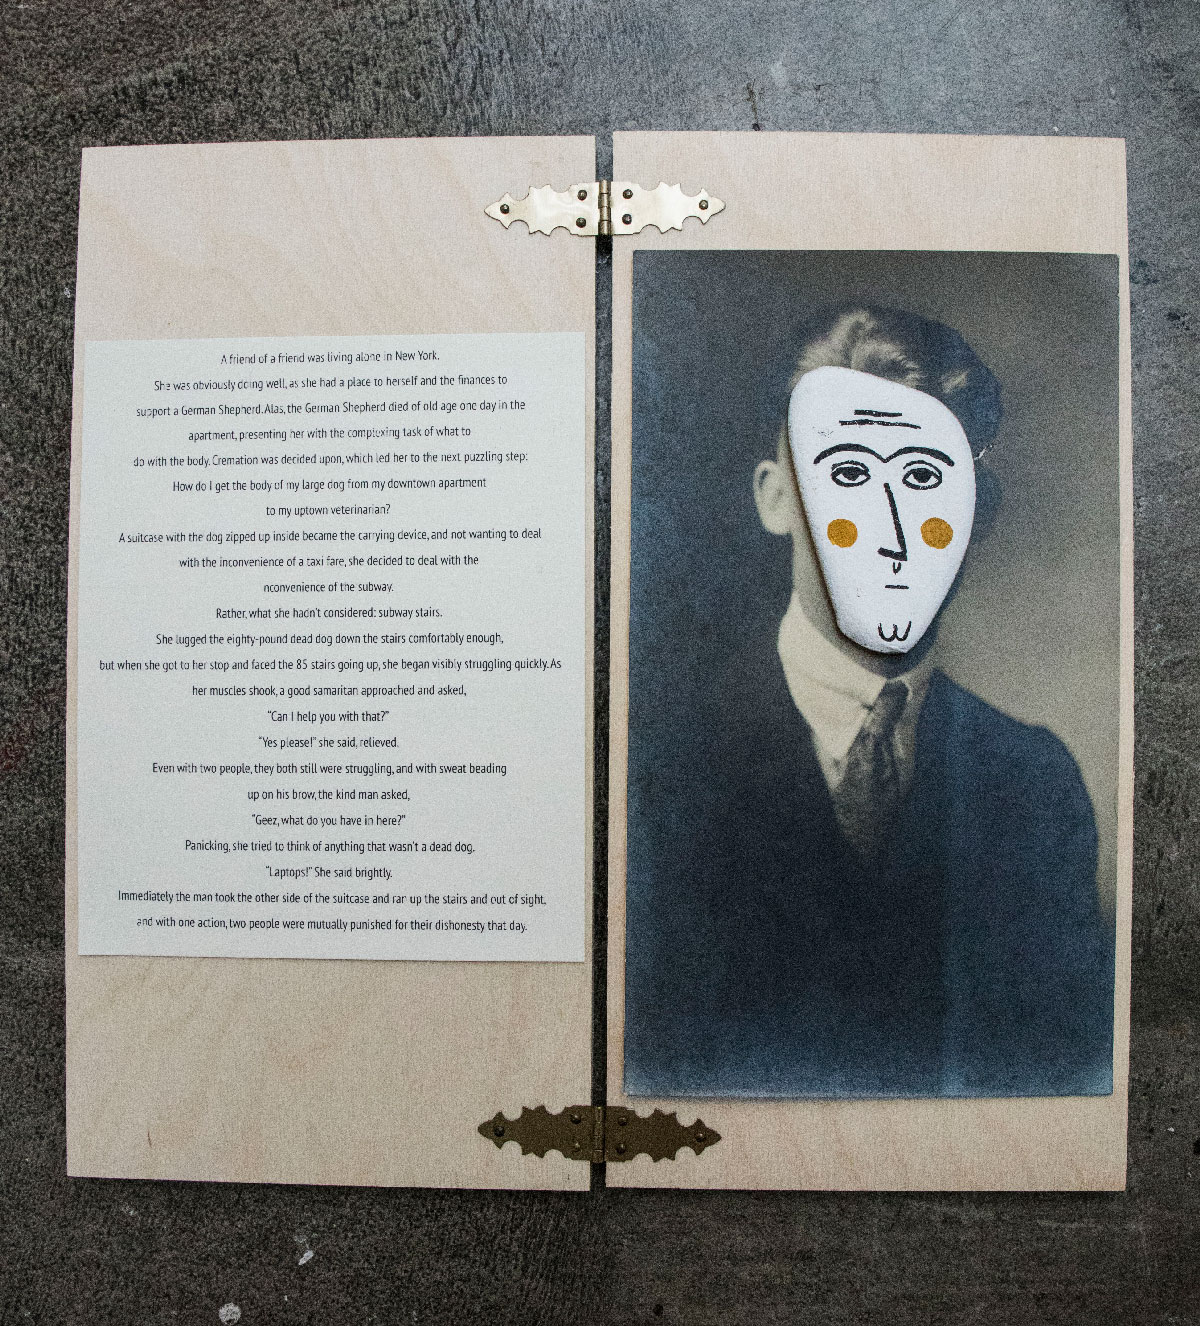 A friend of a friend was living alone in New York.
She was obviously doing well, as she had a place to herself and the finances to
support a German Shepherd. Alas, the German Shepherd died of old age one day in the
apartment, presenting her with the complexing task of what to
do with the body. Cremation was decided upon, which led her to the next puzzling step:
How do I get the body of my large dog from my downtown apartment
to my uptown veterinarian?
A suitcase with the dog zipped up inside became the carrying device, and not wanting to deal
with the inconvenience of a taxi fare, she decided to deal with the
nconvenience of the subway.
Rather, what she hadn't considered: subway stairs.
She lugged the eighty-pound dead dog down the stairs comfortably enough,
but when she got to her stop and faced the 85 stairs going up, she began visibly struggling quickly. As
her muscles shook, a good samaritan approached and asked,
"Can I help you with that?"
"Yes please!" she said, relieved.
Even with two people, they both still were struggling, and with sweat beading
up on his brow, the kind man asked,
"Geez, what do you have in here?"
Panicking, she tried to think of anything that wasn't a dead dog.
"Laptops!" She said brightly.
Immediately the man took the other side of the suitcase and ran up the stairs and out of sight,
and with one action, two people were mutually punished for their dishonesty that day.